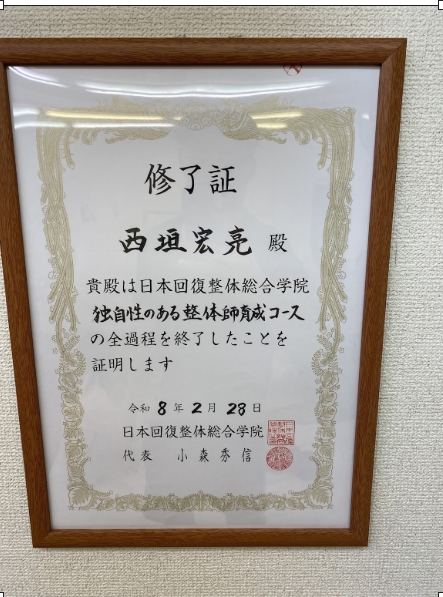 修了証
西垣宏亮 殿
貴殿は日本回復整体総合学院
独自性のある整体師育成コース
の全過程を終了したことを
証明します
令和8年2月28日
日本回復整体総合学院
代表 小森秀信